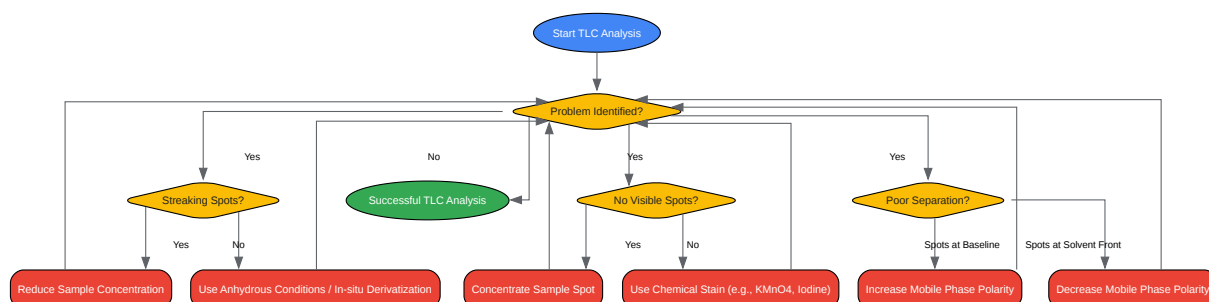 Start TLC Analysis
Problem Identified?
Yes
No
Yes
Yes
Streaking Spots?
Successful TLC Analysis
No Visible Spots?
Poor Separation?
Yes
No
Yes
No
Spots at Baseline
Spots at Solvent Front
Reduce Sample Concentration
Use Anhydrous Conditions / In-situ Derivatization
Concentrate Sample Spot
Use Chemical Stain (e.g., KMnO4, Iodine)
Increase Mobile Phase Polarity
Decrease Mobile Phase Polarity